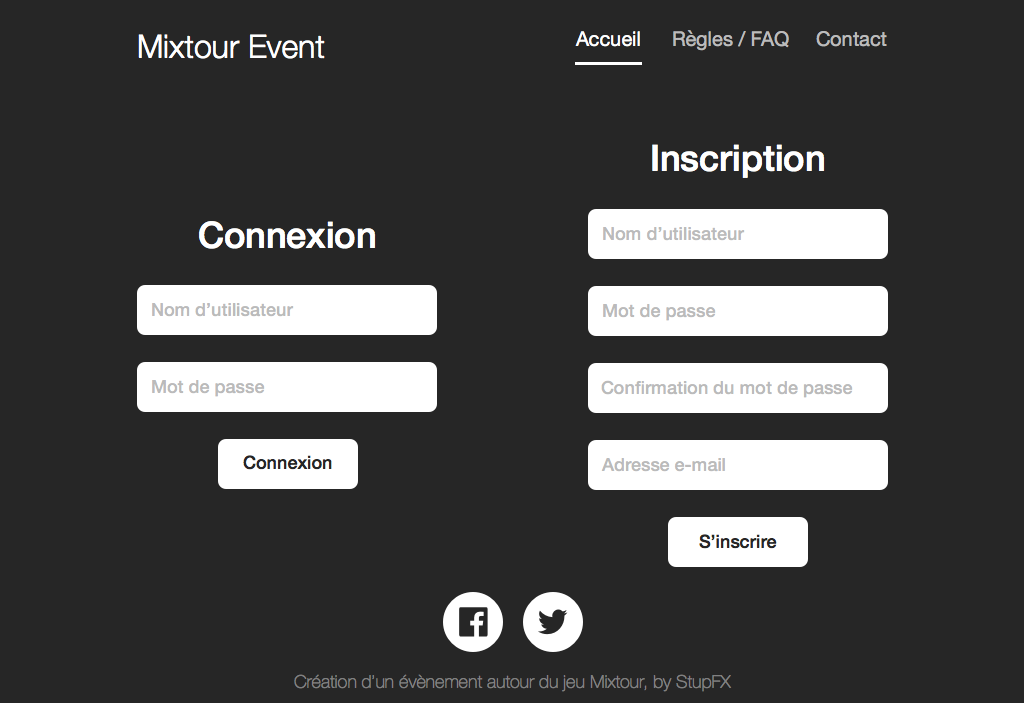 Mixtour Event
Accueil
Règles / FAQ
Contact
Connexion
Nom d’utilisateur
Mot de passe
Connexion
Inscription
Nom d’utilisateur
Mot de passe
Confirmation du mot de passe
Adresse e-mail
S’inscrire
Création d’un évènement autour du jeu Mixtour, by StupFX